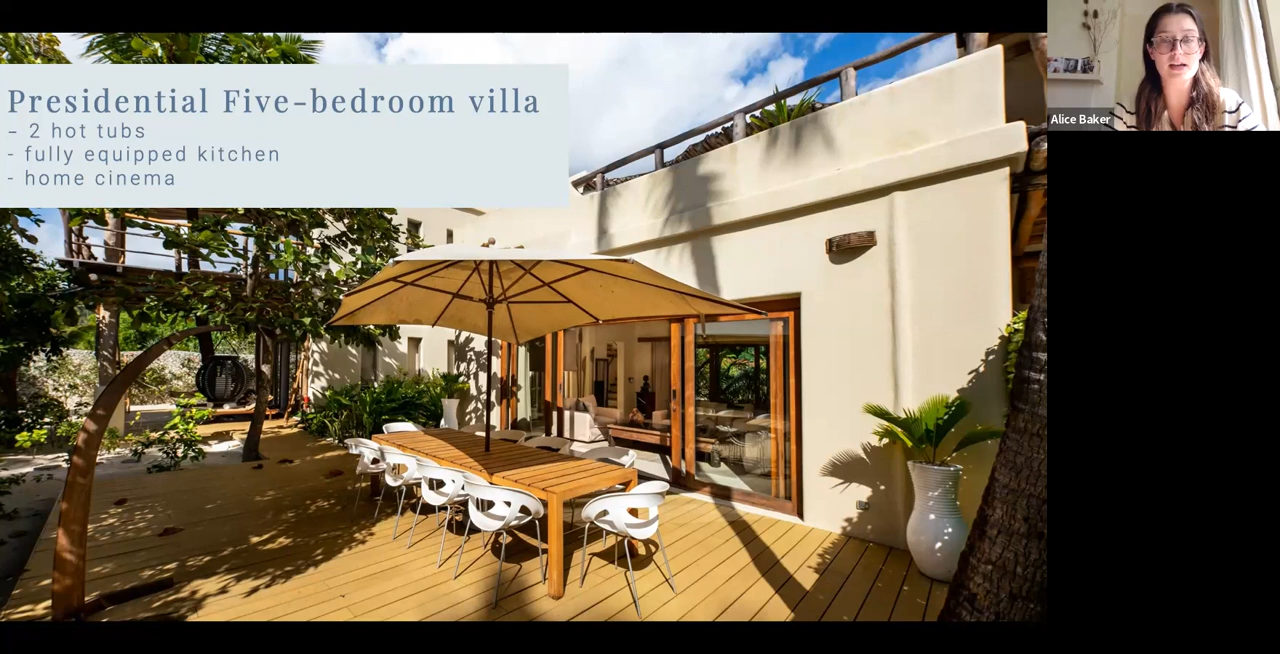 Presidential Five-bedroom villa
- 2 hot tubs
- fully equipped kitchen
- home cinema
Alice Baker